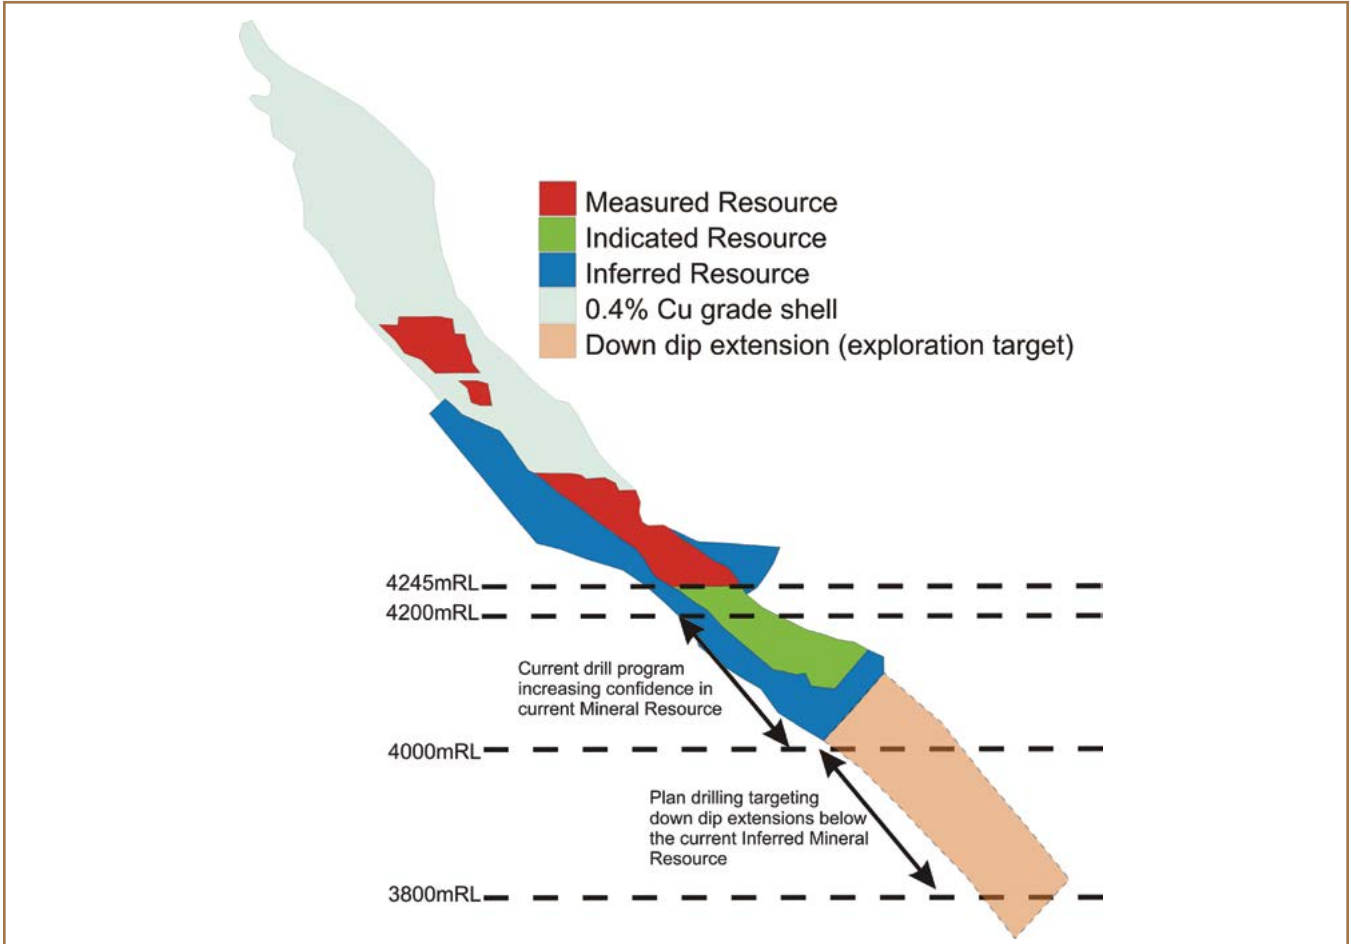 Measured Resource
Indicated Resource
Inferred Resource
0.4% Cu grade shell
Down dip extension (exploration target)
4245mRL
4200mRL
Current drill program
increasing confidence in
current Mineral Resource
4000mRL
Plan drilling targeting
down dip extensions below
the current Inferred Mineral
Resource
3800mRL